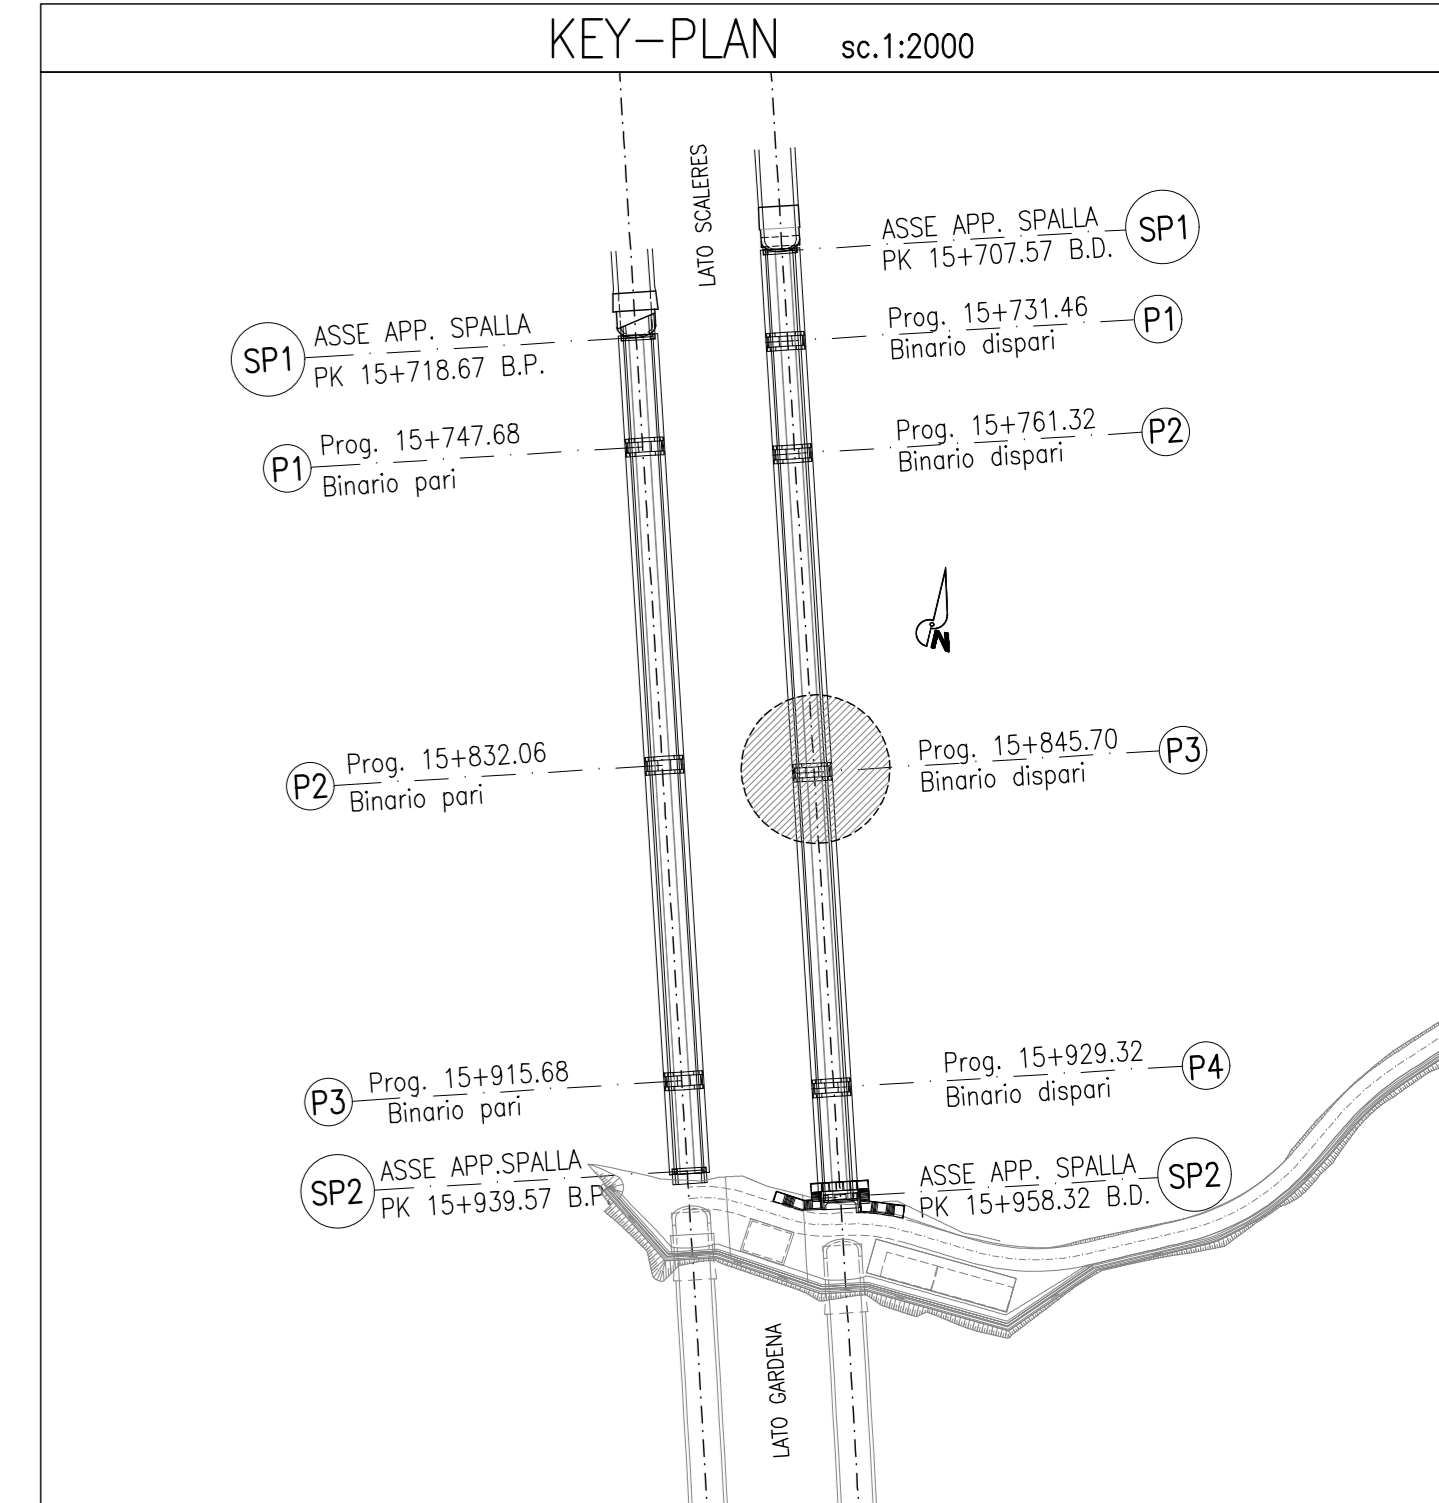 KEY-PLAN sc.1:2000
LATO SCALERES
ASSE APP. SPALLA
PK 15+707.57 B.D.
SP1
Prog. 15+731.46
Binario dispari
P1
SP1
ASSE APP. SPALLA
PK 15+718.67 B.P.
P1
Prog. 15+747.68
Binario pari
Prog. 15+761.32
Binario dispari
P2
N
P2
Prog. 15+832.06
Binario pari
Prog. 15+845.70
Binario dispari
P3
P3
Prog. 15+915.68
Binario pari
Prog. 15+929.32
Binario dispari
P4
SP2
ASSE APP.SPALLA
PK 15+939.57 B.P
ASSE APP. SPALLA
PK 15+958.32 B.D.
SP2
LATO GARDENA